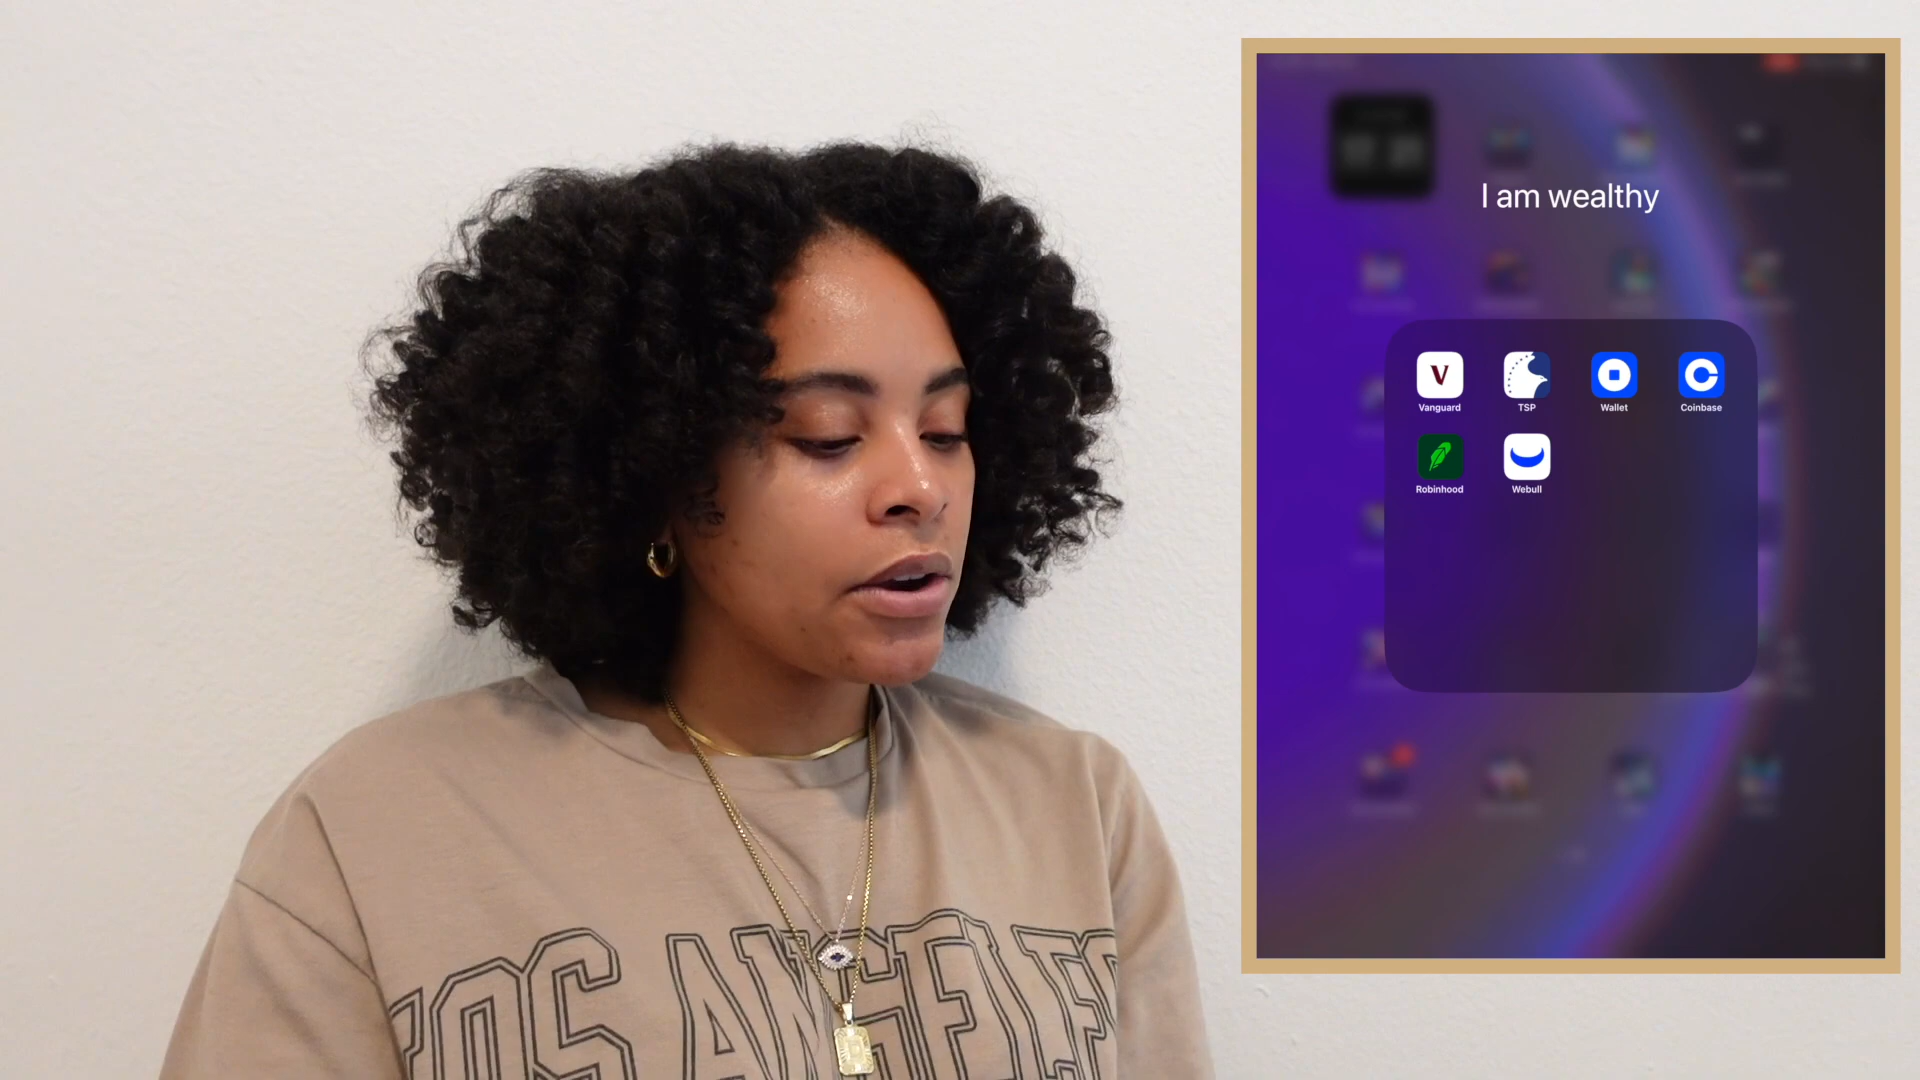 I am wealthy
V
Vanguard
TSP
Wallet
Coinbase
Robinhood
Webull
LOS ANGELES